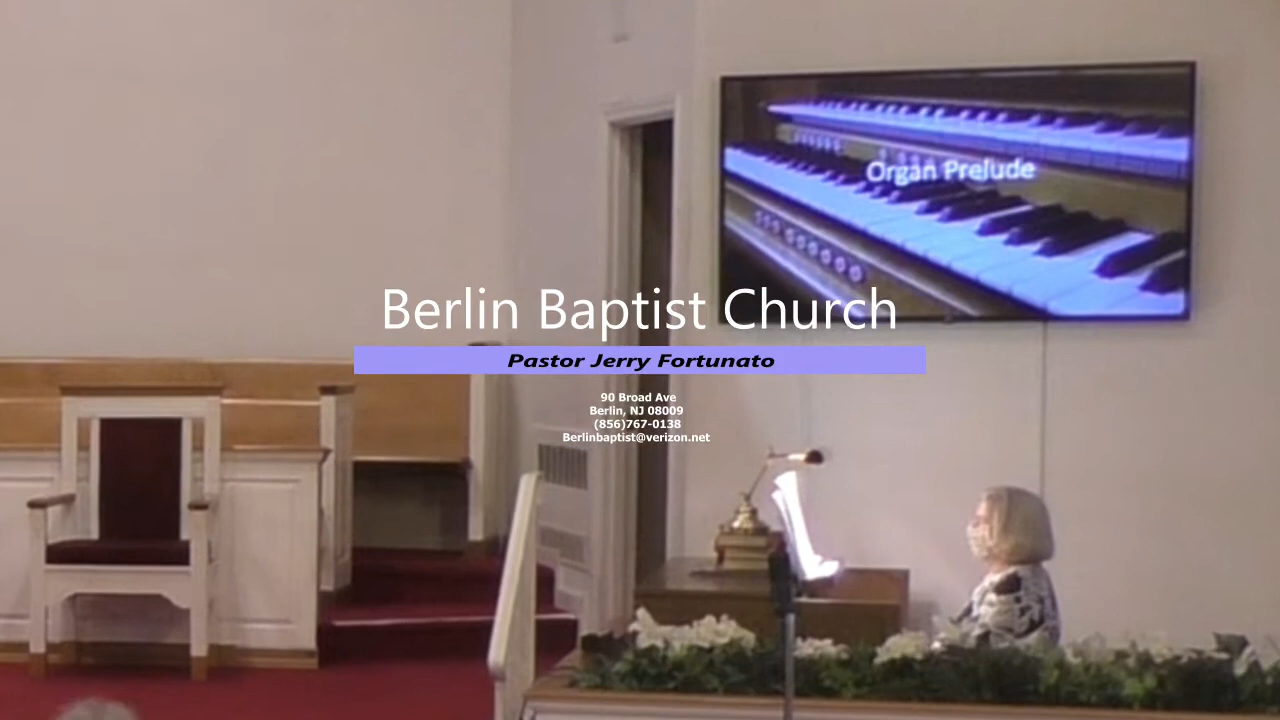 Organ Prelude
Berlin Baptist Church
Pastor Jerry Fortunato
90 Broad Ave
Berlin, NJ 08009
(856)767-0138
Berlinbaptist@verizon.net